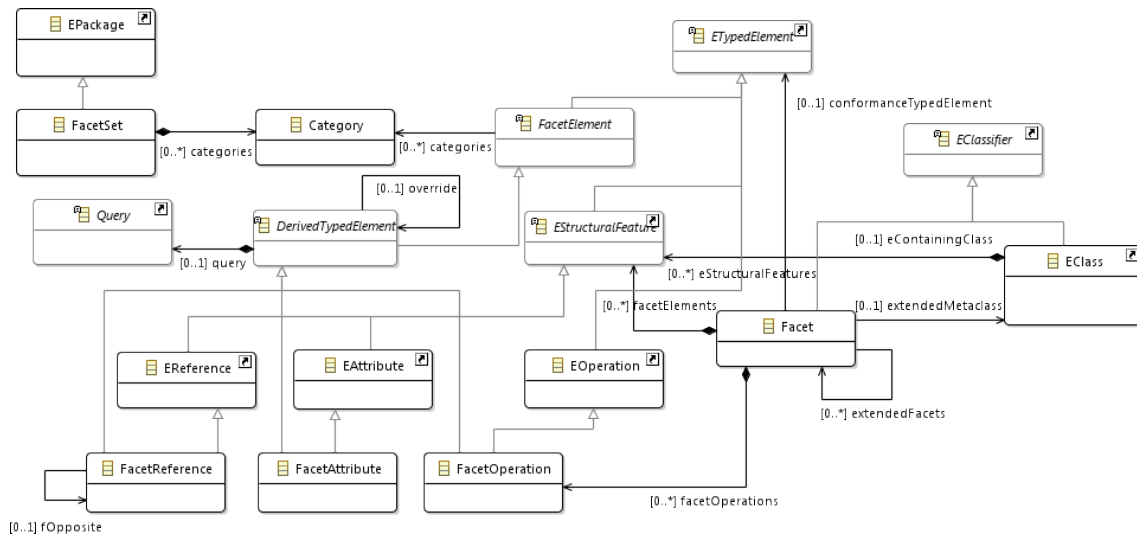 EPackage
ETypedElement
FacetSet
Category
FacetElement
[0..1] conformanceTypedElement
EClassifier
[0..*] categories
[0..*] categories
[0..1] override
Query
DerivedTypedElement
EStructuralFeature
[0..1] eContainingClass
[0..1] query
[0..*] eStructuralFeatures
EClass
[0..*] facetElements
[0..1] extendedMetaclass
Facet
EReference
EAttribute
EOperation
[0..*] extendedFacets
FacetReference
FacetAttribute
FacetOperation
[0..*] facetOperations
[0..1] fOpposite